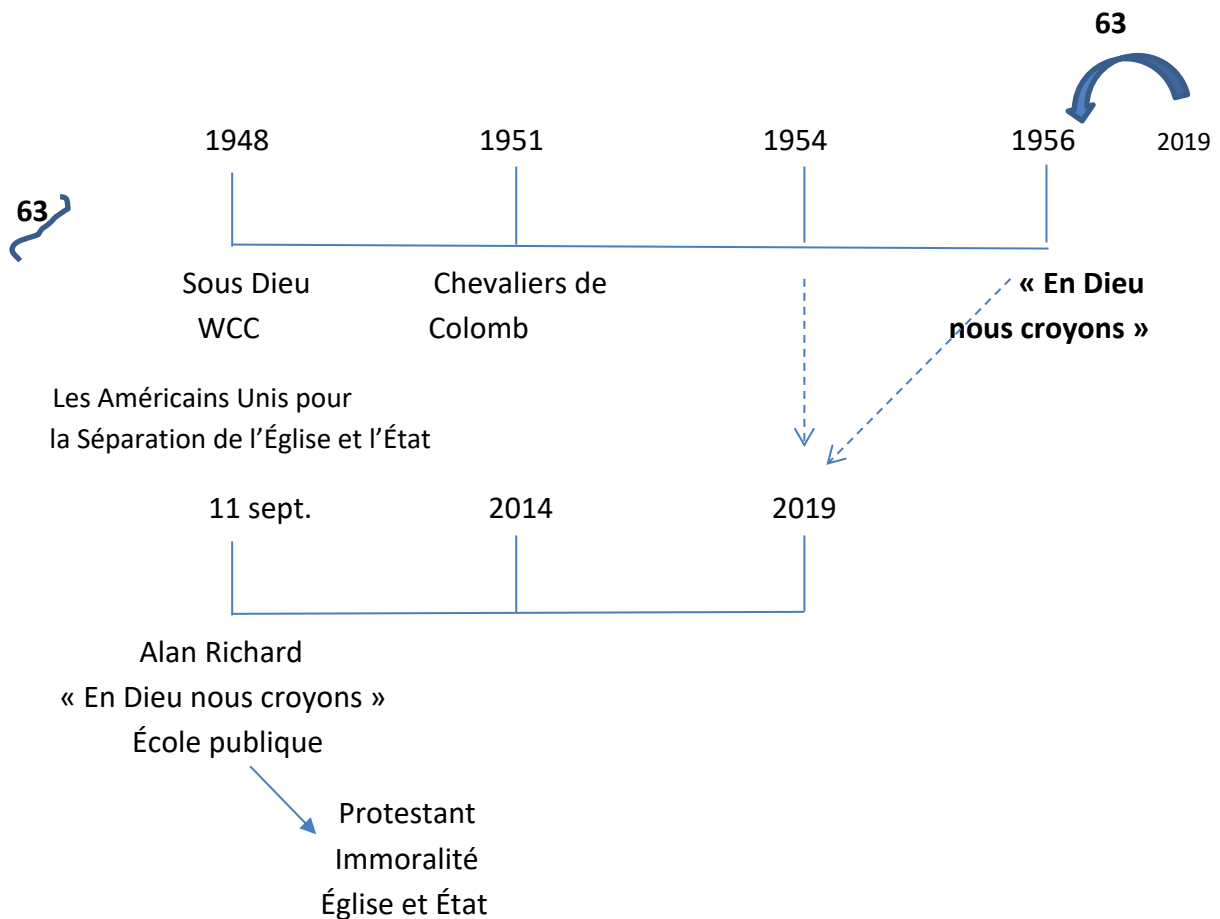 63
1948 1951 1954 1956 2019
63
Sous Dieu Chevaliers de « En Dieu
WCC Colomb nous croyons »
Les Américains Unis pour
la Séparation de l’Église et l’État
11 sept. 2014 2019
Alan Richard
« En Dieu nous croyons »
École publique
Protestant
Immoralité
Église et État